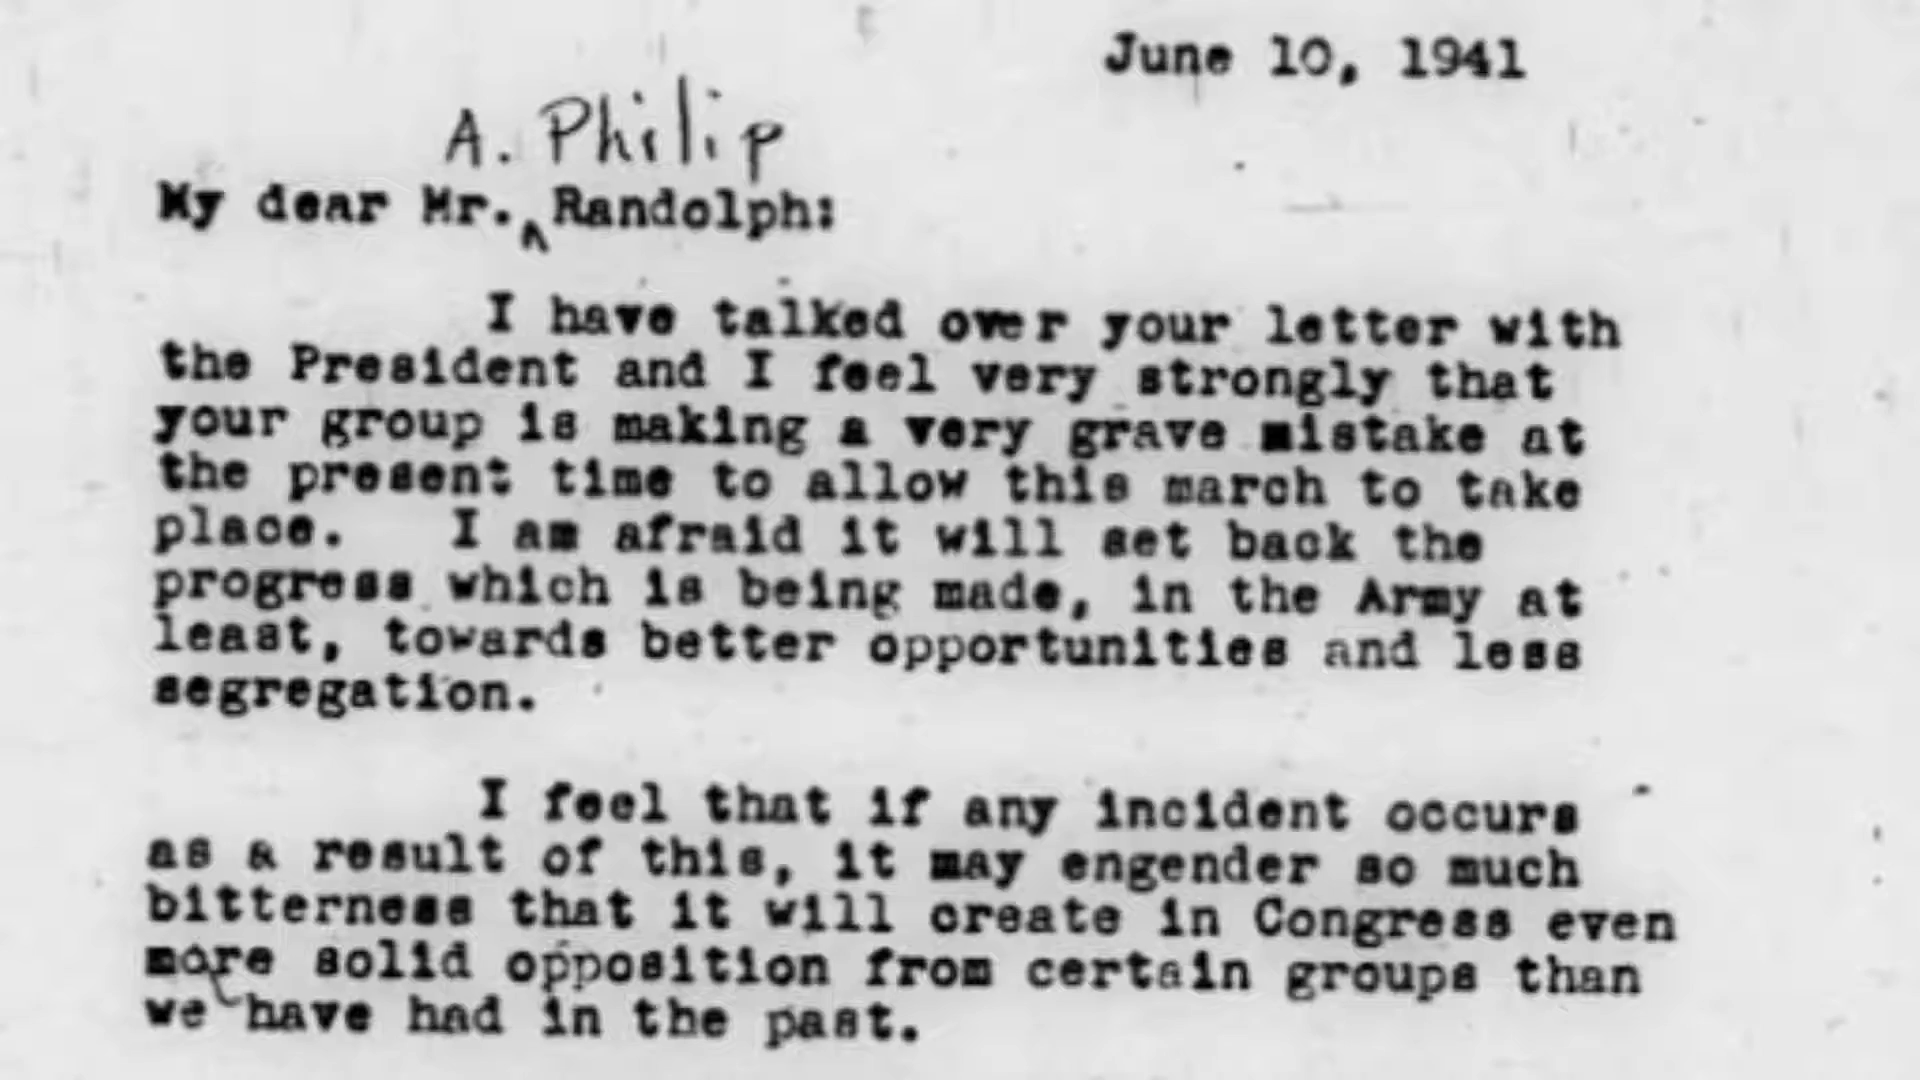 June 10, 1941
A. Philip
My dear Mr. Randolph:
I have talked over your letter with
the President and I feel very strongly that
your group is making a very grave mistake at
the present time to allow this march to take
place. I am afraid it will set back the
progress which is being made, in the Army at
least, towards better opportunities and less
segregation.
I feel that if any incident occurs
as a result of this, it may engender so much
bitterness that it will create in Congress even
more solid opposition from certain groups than
we have had in the past.